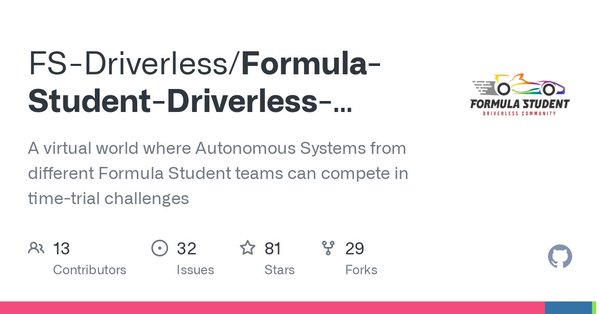 FS-Driverless/Formula-
Student-Driverless-...
FORMULA STUDENT
DRIVERLESS COMMUNITY
A virtual world where Autonomous Systems from
different Formula Student teams can compete in
time-trial challenges
13
Contributors
32
Issues
81
Stars
29
Forks